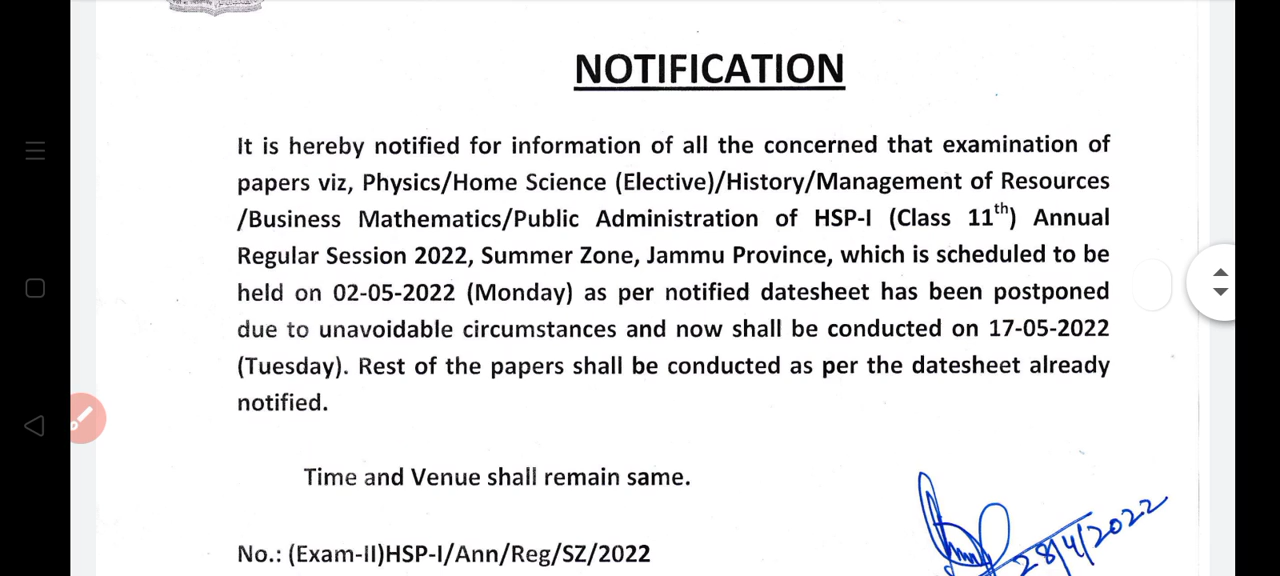 NOTIFICATION
It is hereby notified for information of all the concerned that examination of
papers viz, Physics/Home Science (Elective)/History/Management of Resources
/Business Mathematics/Public Administration of HSP-I (Class 11th) Annual
Regular Session 2022, Summer Zone, Jammu Province, which is scheduled to be
held on 02-05-2022 (Monday) as per notified datesheet has been postponed
due to unavoidable circumstances and now shall be conducted on 17-05-2022
(Tuesday). Rest of the papers shall be conducted as per the datesheet already
notified.
Time and Venue shall remain same.
28/4/2022
No.: (Exam-II)HSP-I/Ann/Reg/SZ/2022